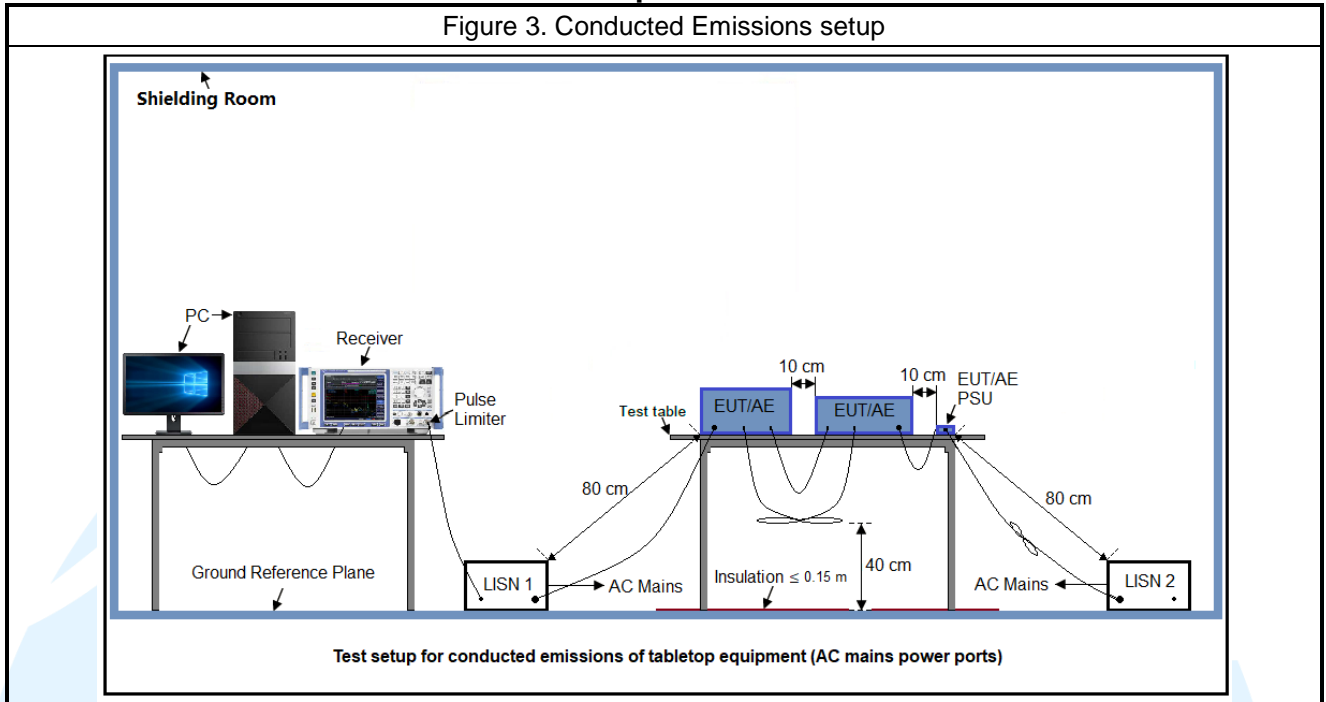 Figure 3. Conducted Emissions setup
Shielding Room
PC
Receiver
Pulse
Limiter
10 cm
10 cm
EUT/AE
PSU
Test table
EUT/AE
EUT/AE
80 cm
80 cm
40 cm
Ground Reference Plane
LISN 1
AC Mains
Insulation ≤ 0.15 m
AC Mains
LISN 2
Test setup for conducted emissions of tabletop equipment (AC mains power ports)